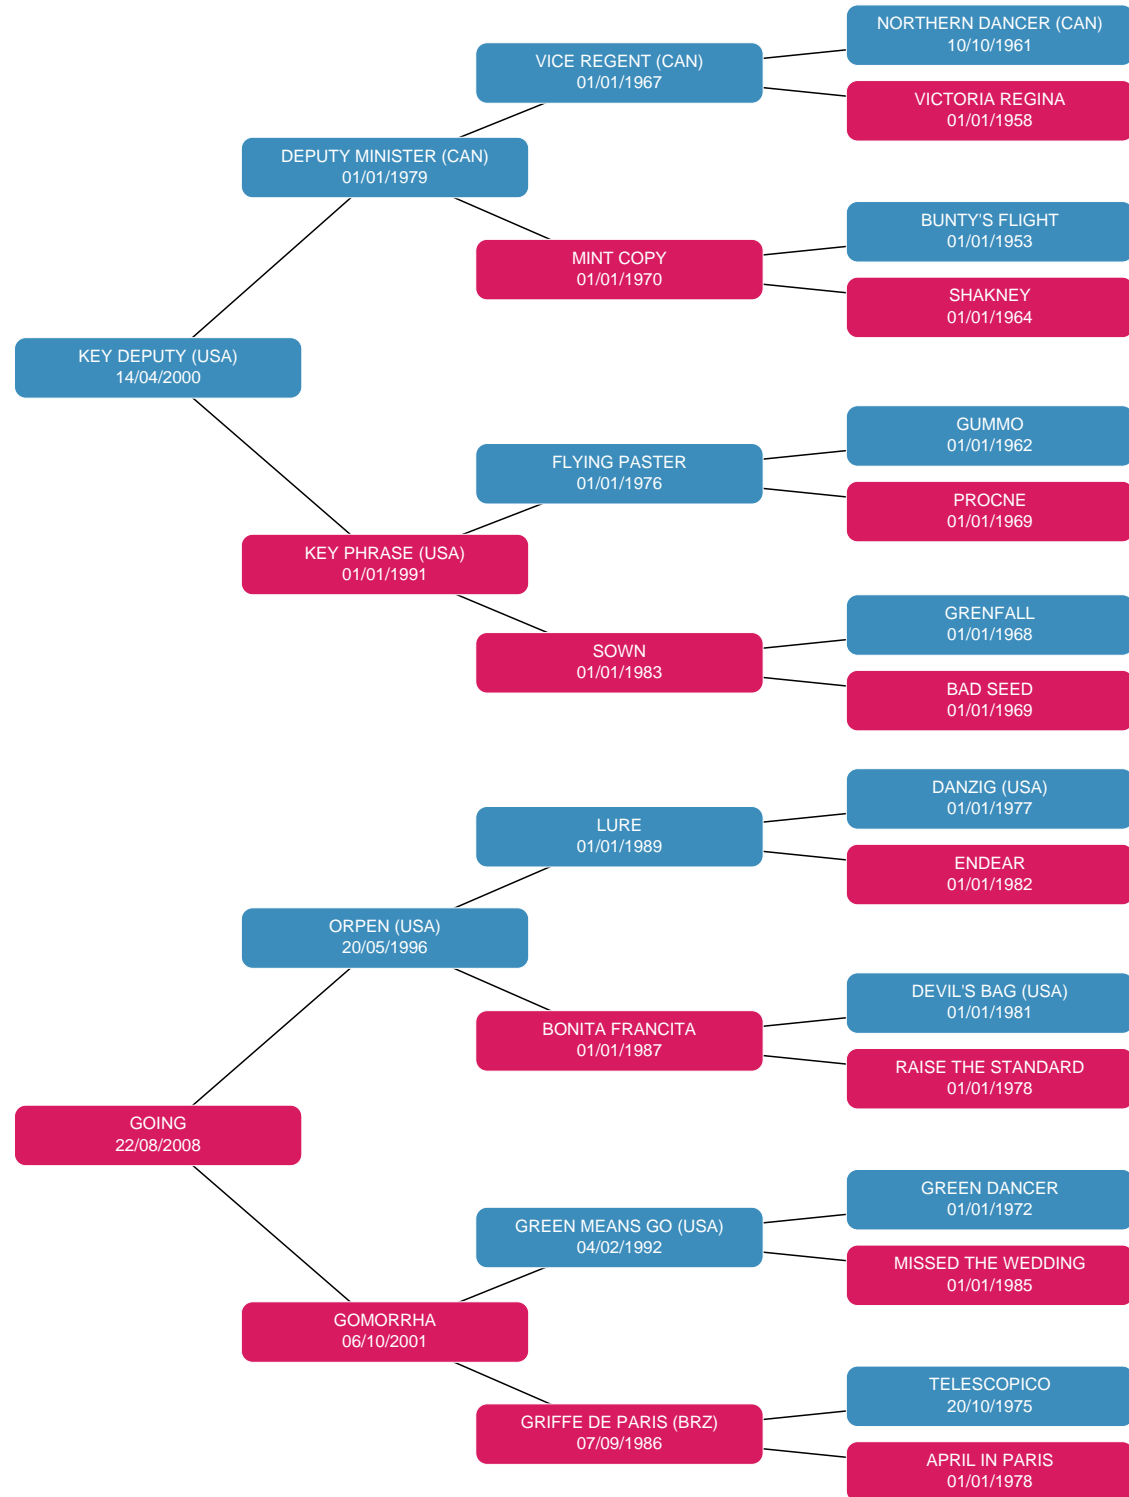 NORTHERN DANCER (CAN)
10/10/1961
VICE REGENT (CAN)
01/01/1967
VICTORIA REGINA
01/01/1958
DEPUTY MINISTER (CAN)
01/01/1979
BUNTY'S FLIGHT
01/01/1953
MINT COPY
01/01/1970
SHAKNEY
01/01/1964
KEY DEPUTY (USA)
14/04/2000
GUMMO
01/01/1962
FLYING PASTER
01/01/1976
PROCNE
01/01/1969
KEY PHRASE (USA)
01/01/1991
GRENFALL
01/01/1968
SOWN
01/01/1983
BAD SEED
01/01/1969
DANZIG (USA)
01/01/1977
LURE
01/01/1989
ENDEAR
01/01/1982
ORPEN (USA)
20/05/1996
DEVIL'S BAG (USA)
01/01/1981
BONITA FRANCITA
01/01/1987
RAISE THE STANDARD
01/01/1978
GOING
22/08/2008
GREEN DANCER
01/01/1972
GREEN MEANS GO (USA)
04/02/1992
MISSED THE WEDDING
01/01/1985
GOMORRHA
06/10/2001
TELESCOPICO
20/10/1975
GRIFFE DE PARIS (BRZ)
07/09/1986
APRIL IN PARIS
01/01/1978